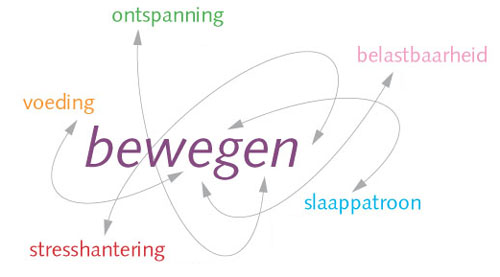 ontspanning
belastbaarheid
voeding
bewegen
slaappatroon
stresshantering